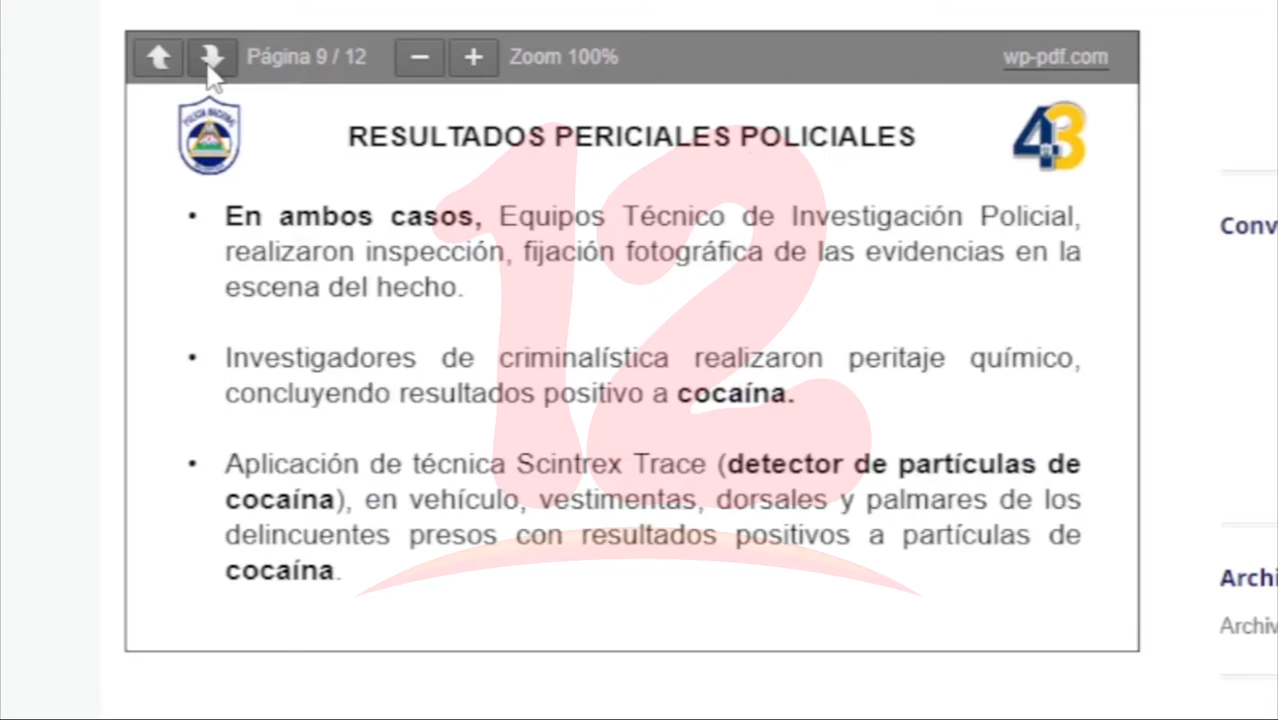 Página 9 / 12
Zoom 100%
wp-pdf.com
POLICIA NACIONAL
43
RESULTADOS PERICIALES POLICIALES
12
• En ambos casos, Equipos Técnico de Investigación Policial,
realizaron inspección, fijación fotográfica de las evidencias en la
escena del hecho.
• Investigadores de criminalística realizaron peritaje químico,
concluyendo resultados positivo a cocaína.
• Aplicación de técnica Scintrex Trace (detector de partículas de
cocaína), en vehículo, vestimentas, dorsales y palmares de los
delincuentes presos con resultados positivos a partículas de
cocaína.
Conv
Archi
Archiv